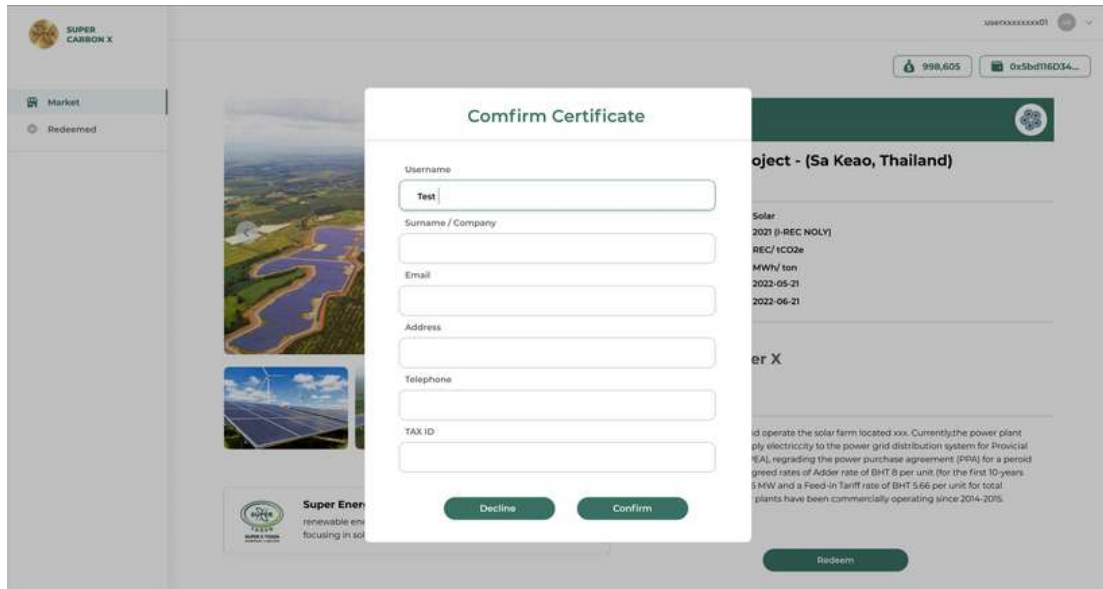 SUPER
CARBON X
userxxxxxxxx01
998,605
0x5bd116D34...
Market
Redeemed
Comfirm Certificate
Username
Test
Surname / Company
Email
Address
Telephone
TAX ID
Decline
Confirm
oject - (Sa Keao, Thailand)
Solar
2021 (I-REC NOLY)
REC/ tCO2e
MWh/ ton
2022-05-21
2022-06-21
er X
d operate the solar farm located xxx. Currently,the power plant
ply electriccity to the power grid distribution system for Provicial
PEA), regrading the power purchase agreement (PPA) for a peroid
greed rates of Adder rate of BHT 8 per unit (for the first 10-years
5 MW and a Feed-in Tariff rate of BHT 5.66 per unit for total
plants have been commercially operating since 2014-2015.
Redeem
SUPER
Super Ener
renewable ene
focusing in sol